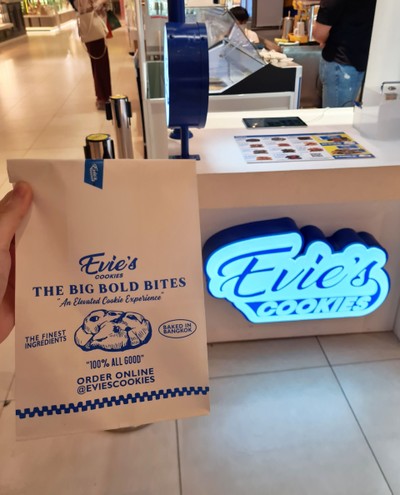 Evie's
Evie's
COOKIES
THE BIG BOLD BITES
"An Elevated Cookie Experience"
THE FINEST
INGREDIENTS
BAKED IN
BANGKOK
"100% ALL GOOD"
ORDER ONLINE
@EVIESCOOKIES
Evie's
COOKIES